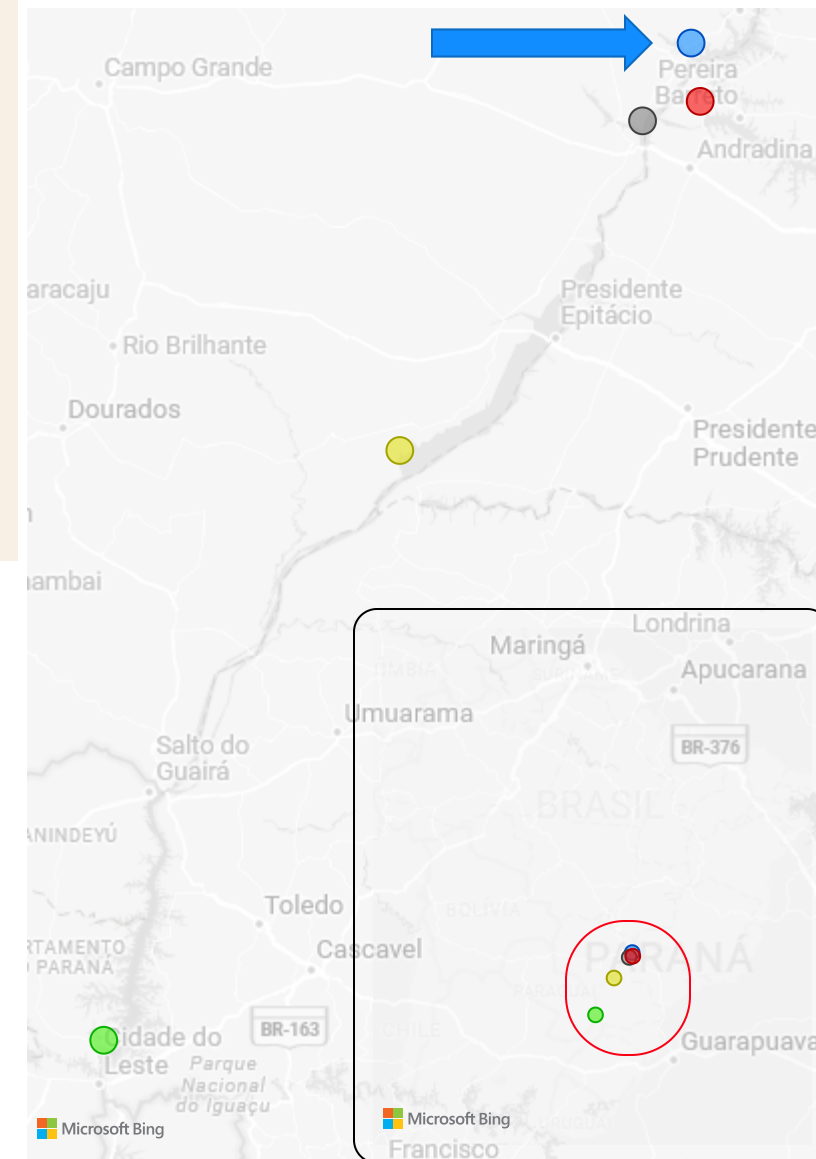 Campo Grande
Pereira
Barreto
Andradina
aracaju
Presidente
Epitácio
Rio Brilhante
Dourados
Presidente
Prudente
ambai
Londrina
Maringá
Apucarana
Umuarama
BR-376
Salto do
Guairá
BRASIL
ANINDEYÚ
Toledo
BOLIVIA
RTAMENTO
PARANÁ
Cascavel
PARANÁ
PARAGUAI
BR-163
CHILE
Cidade do
Leste
Guarapuava
Parque
Nacional
do Iguaçu
Microsoft Bing
Microsoft Bing
URUGUAI
Francisco